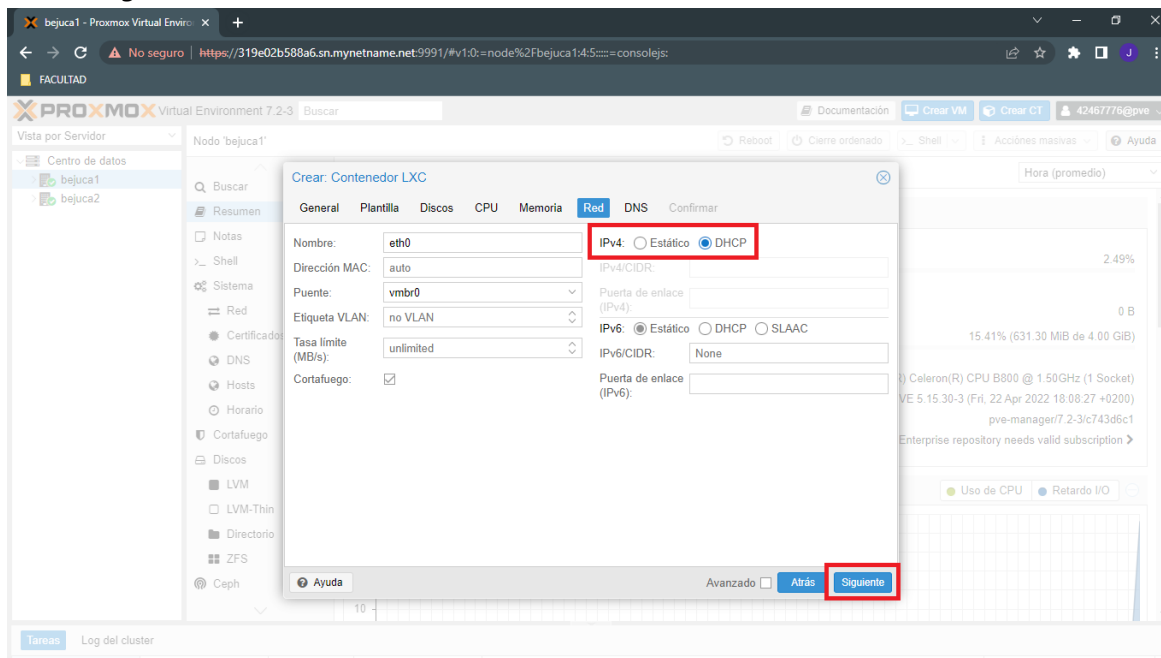 bejuca1 - Proxmox Virtual Enviro
No seguro | https://319e02b588a6.sn.mynetname.net:9991/#v1:0:=node%2Fbejuca1:4:5:::::=consolejs:
J
FACULTAD
PROXMOX Virtual Environment 7.2-3 Buscar Documentación Crear VM Crear CT 42467776@pve
Vista por Servidor
Nodo 'bejuca1' Reboot Cierre ordenado >_ Shell Acciónes masivas Ayuda
Centro de datos
bejuca1
bejuca2
Hora (promedio)
Buscar
Resumen
Notas
>_ Shell
Sistema
Red
Certificados
DNS
Hosts
Horario
Cortafuego
Discos
LVM
LVM-Thin
Directorio
ZFS
Ceph
Crear: Contenedor LXC
General Plantilla Discos CPU Memoria Red DNS Confirmar
Nombre: eth0
Dirección MAC: auto
Puente: vmbr0
Etiqueta VLAN: no VLAN
Tasa límite (MB/s): unlimited
Cortafuego:
IPv4: Estático DHCP
IPv4/CIDR:
Puerta de enlace (IPv4):
IPv6: Estático DHCP SLAAC
IPv6/CIDR: None
Puerta de enlace (IPv6):
Ayuda Avanzado Atrás Siguiente
2.49%
0 B
15.41% (631.30 MiB de 4.00 GiB)
Celeron(R) CPU B800 @ 1.50GHz (1 Socket)
PVE 5.15.30-3 (Fri, 22 Apr 2022 18:08:27 +0200)
pve-manager/7.2-3/c743d6c1
Enterprise repository needs valid subscription
Uso de CPU Retardo I/O
10
Tareas Log del cluster